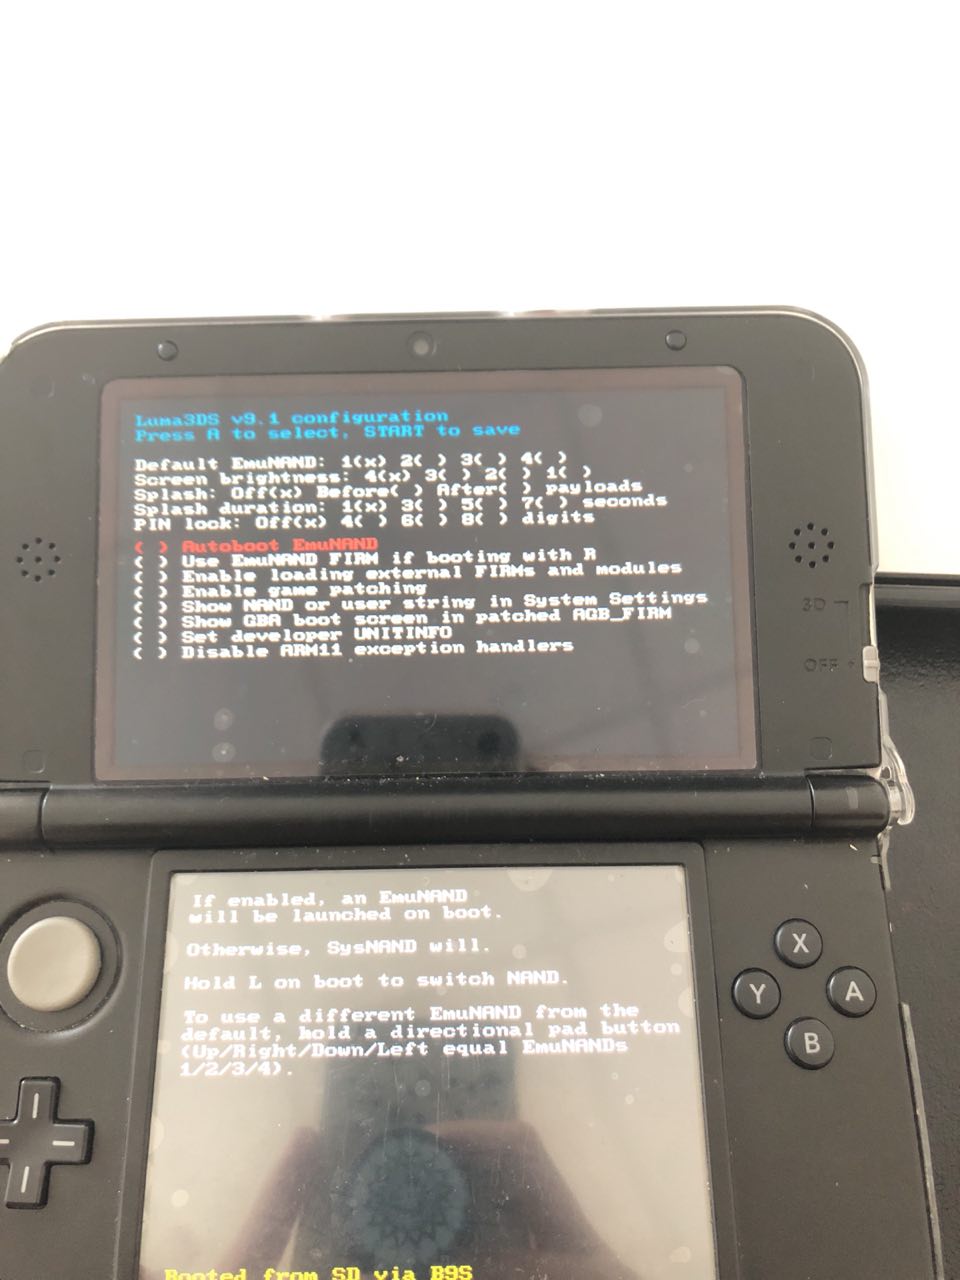 Luma3DS v9.1 configuration
Press A to select, START to save
Default EmuNAND: 1(x) 2( ) 3( ) 4( )
Screen brightness: 4(x) 3( ) 2( ) 1( )
Splash: Off(x) Before( ) After( ) payloads
Splash duration: 1(x) 3( ) 5( ) 7( ) seconds
PIN lock: Off(x) 4( ) 6( ) 8( ) digits
( ) Autoboot EmuNAND
( ) Use EmuNAND FIRM if booting with R
( ) Enable loading external FIRMs and modules
( ) Enable game patching
( ) Show NAND or user string in System Settings
( ) Show GBA boot screen in patched AGB_FIRM
( ) Set developer UNITINFO
( ) Disable ARM11 exception handlers
3D
OFF
If enabled, an EmuNAND
will be launched on boot.
Otherwise, SysNAND will.
Hold L on boot to switch NAND.
To use a different EmuNAND from the
default, hold a directional pad button
(Up/Right/Down/Left equal EmuNANDs
1/2/3/4).
X
Y
A
B
Booted from SD via B9S